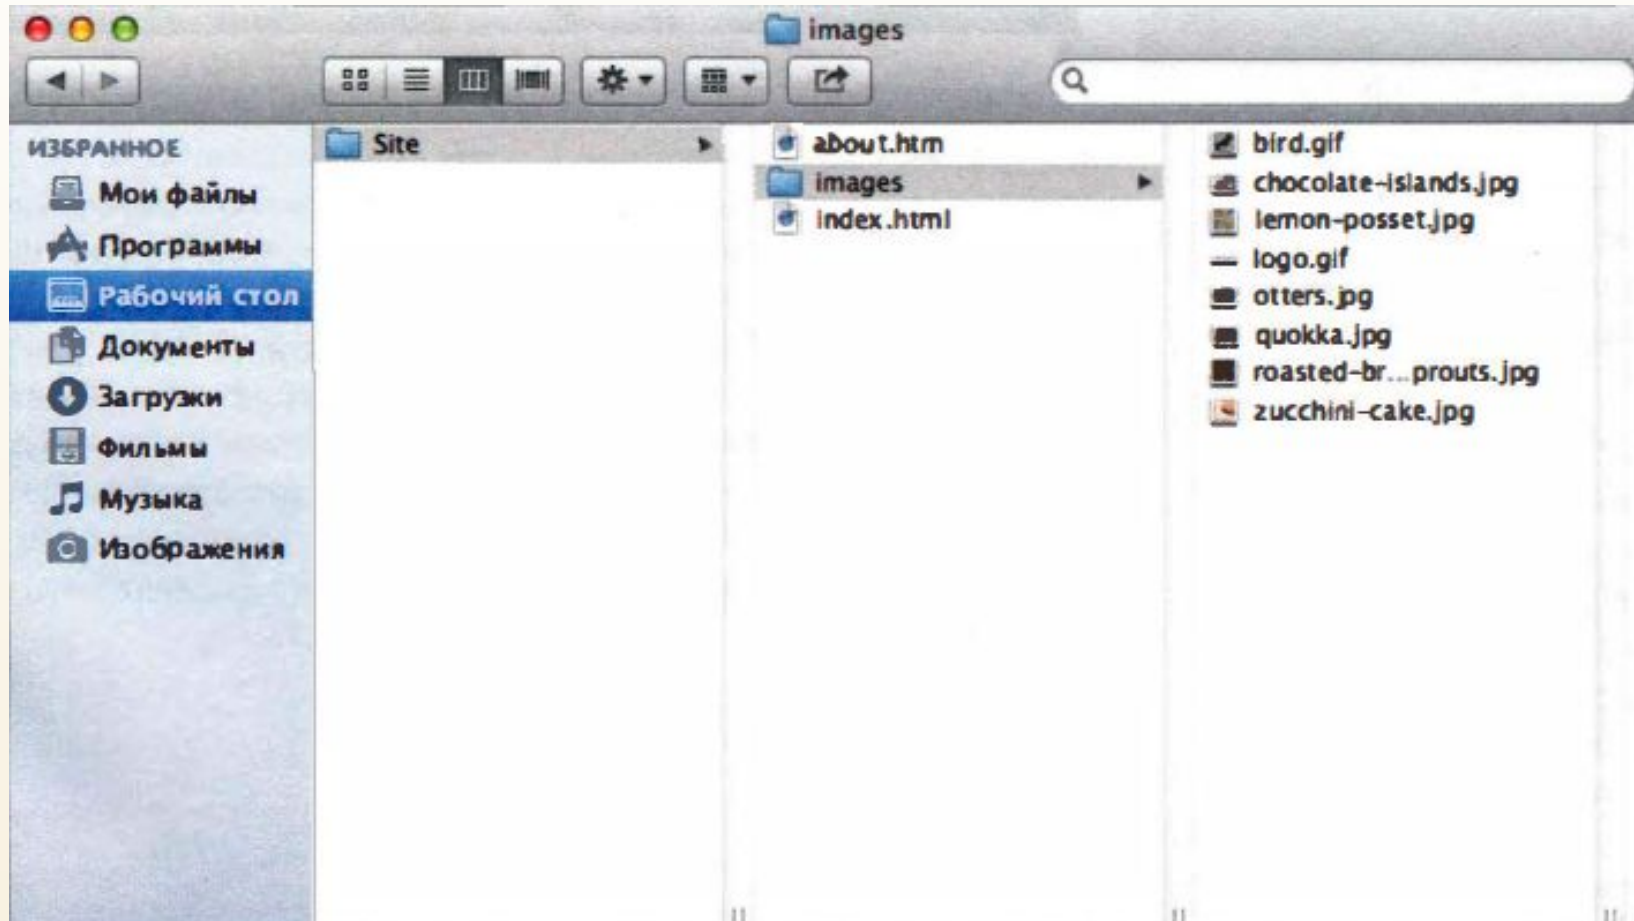 images
ИЗБРАННОЕ
Мои файлы
Программы
Рабочий стол
Документы
Загрузки
Фильмы
Музыка
Изображения
Site
about.htm
images
index.html
bird.gif
chocolate-islands.jpg
lemon-posset.jpg
logo.gif
otters.jpg
quokka.jpg
roasted-br...prouts.jpg
zucchini-cake.jpg